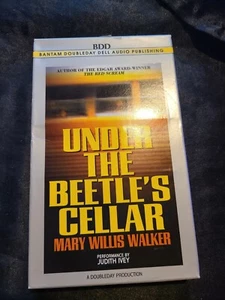 BDD
BANTAM DOUBLEDAY DELL AUDIO PUBLISHING
AUTHOR OF THE EDGAR AWARD WINNER
THE RED SCREAM
UNDER
THE
BEETLE'S
CELLAR
MARY WILLIS WALKER
PERFORMANCE BY
JUDITH IVEY
A DOUBLEDAY PRODUCTION